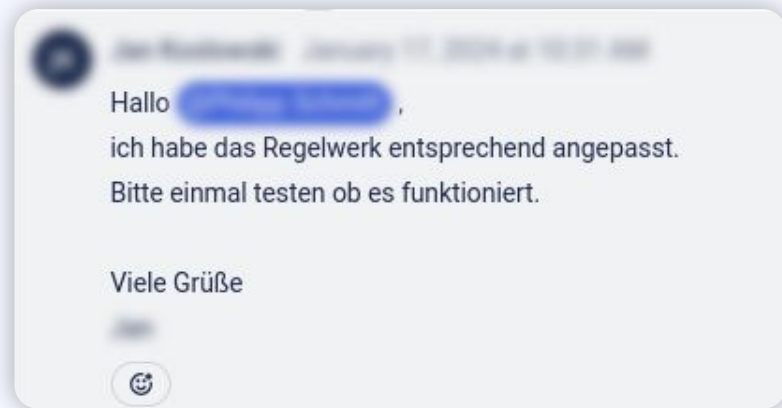 Hallo ,
ich habe das Regelwerk entsprechend angepasst.
Bitte einmal testen ob es funktioniert.
Viele Grüße